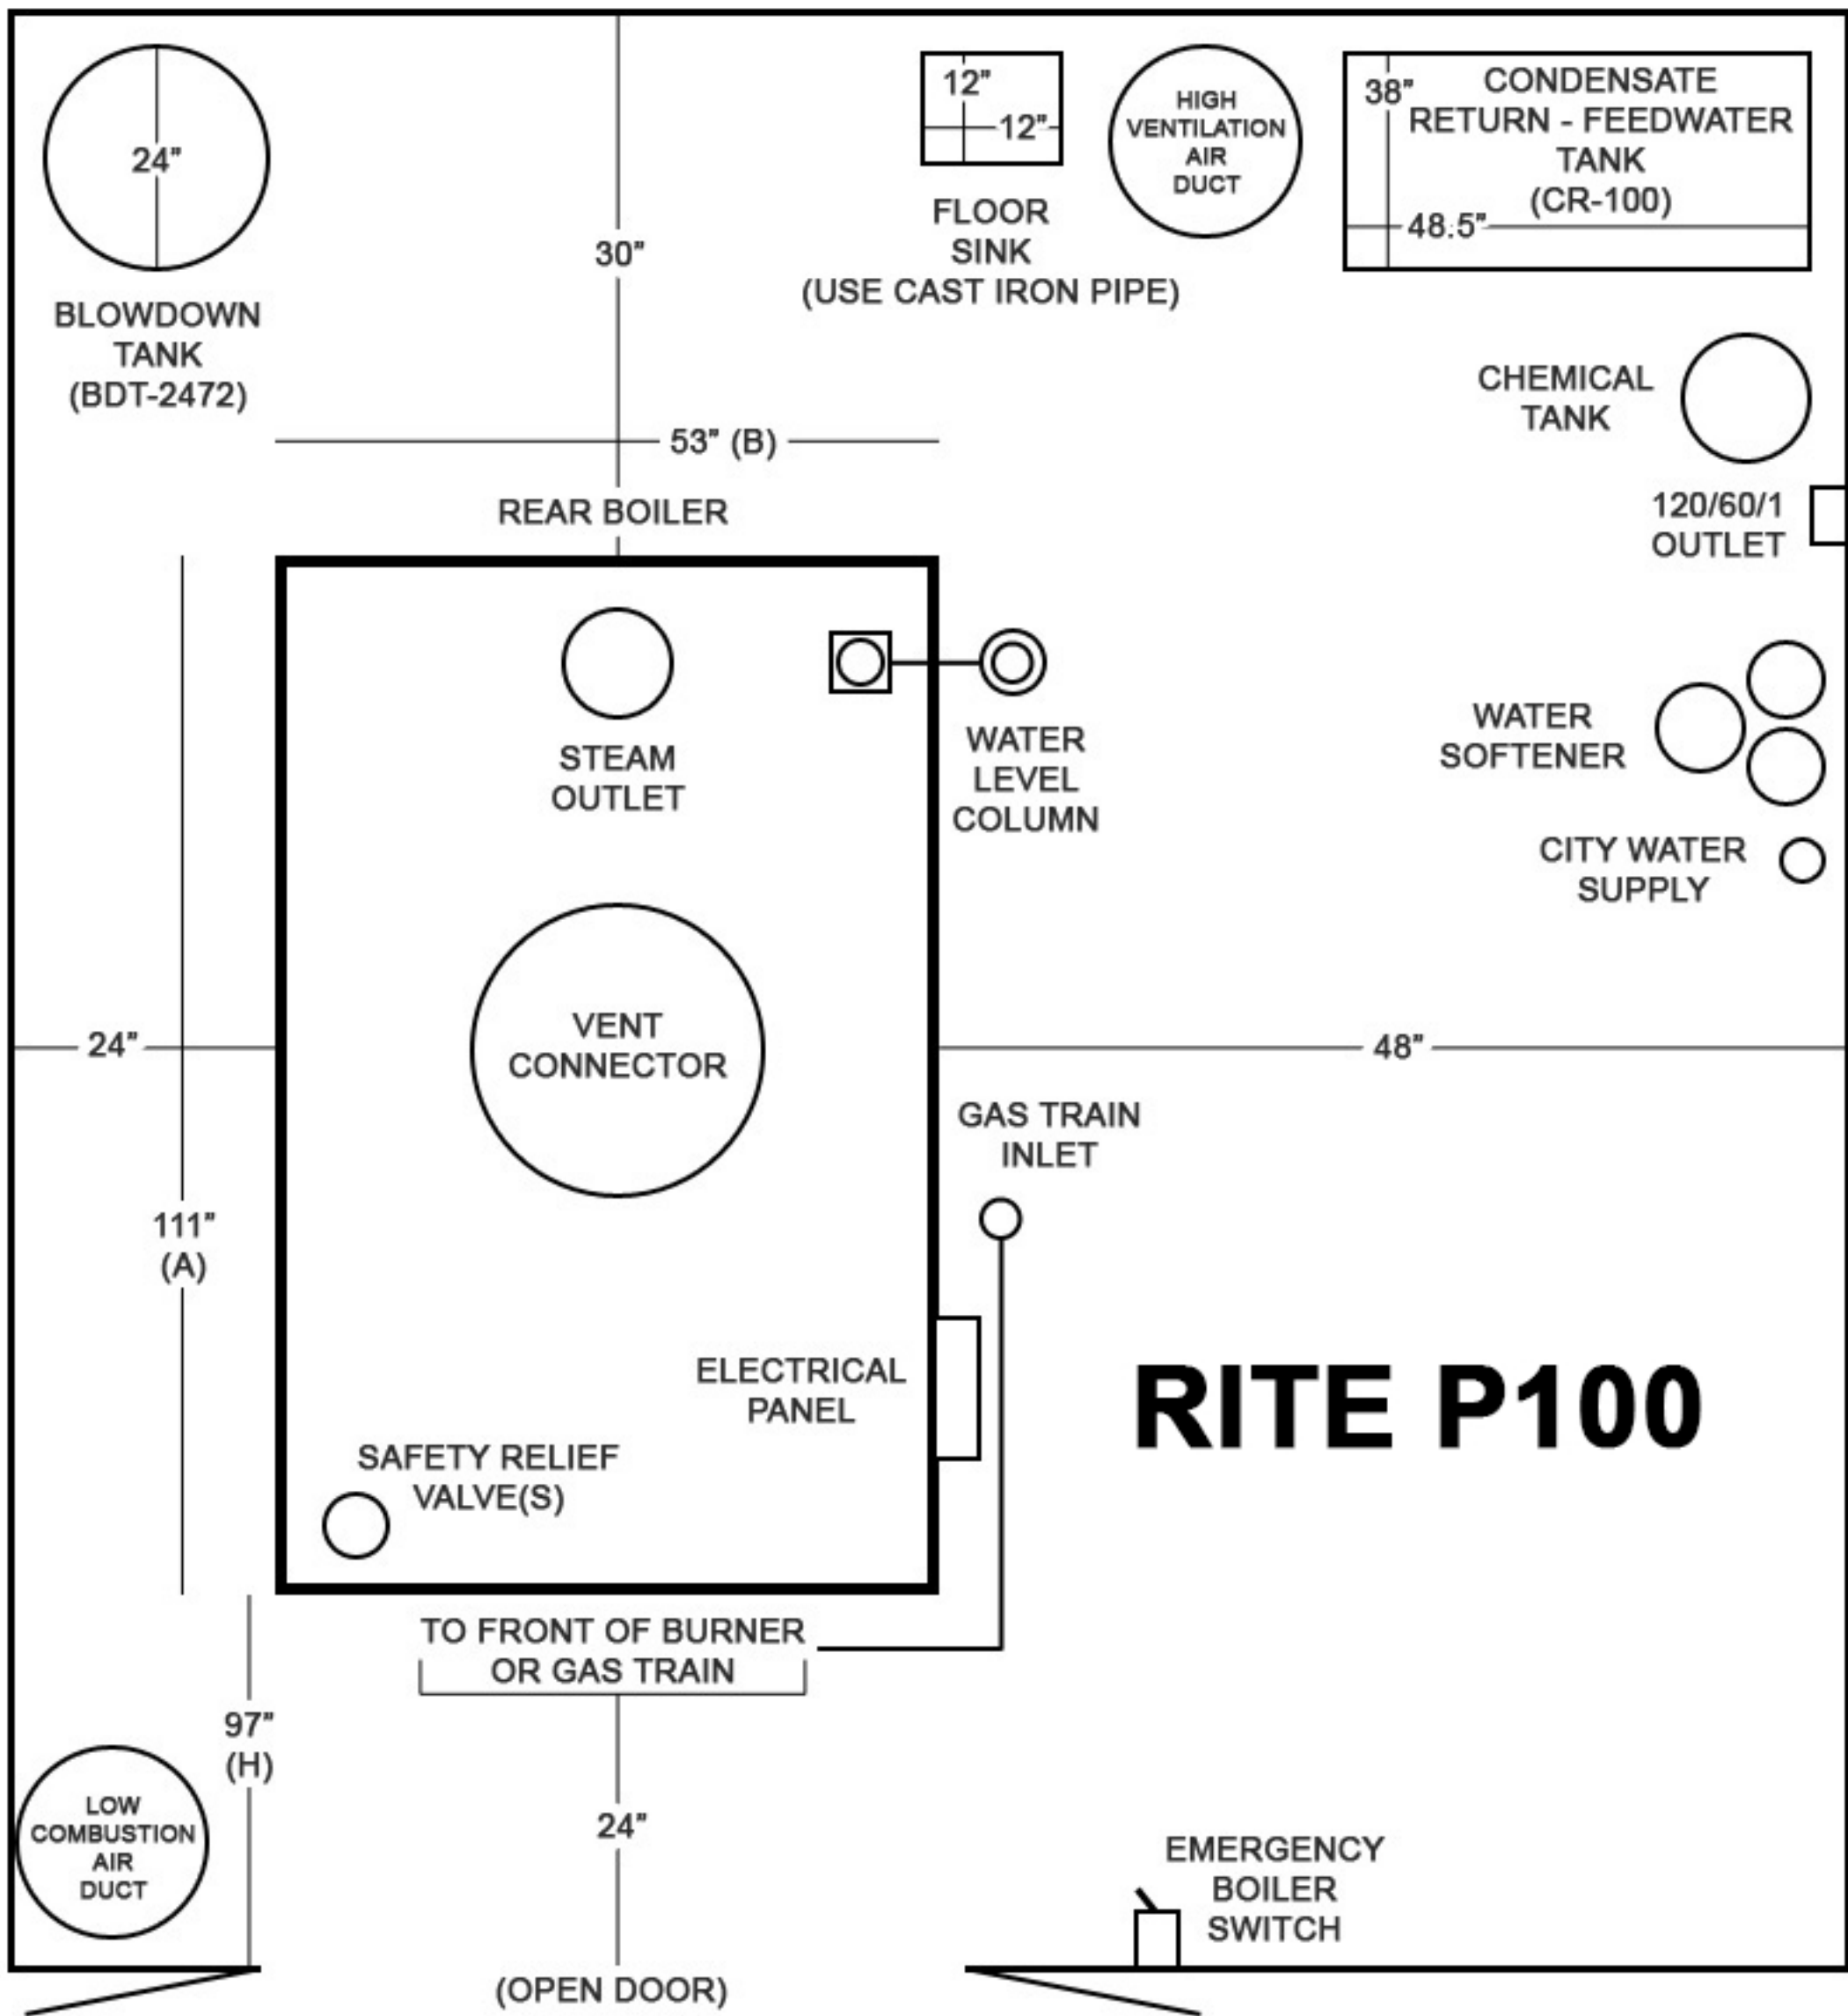 24”
BLOWDOWN
TANK
(BDT-2472)
30”
12”
12”
FLOOR
SINK
(USE CAST IRON PIPE)
HIGH
VENTILATION
AIR
DUCT
38”
CONDENSATE
RETURN - FEEDWATER
TANK
(CR-100)
48.5”
CHEMICAL
TANK
53” (B)
REAR BOILER
120/60/1
OUTLET
STEAM
OUTLET
WATER
LEVEL
COLUMN
WATER
SOFTENER
CITY WATER
SUPPLY
24”
VENT
CONNECTOR
48”
GAS TRAIN
INLET
111”
(A)
ELECTRICAL
PANEL
RITE P100
SAFETY RELIEF
VALVE(S)
TO FRONT OF BURNER
OR GAS TRAIN
97”
(H)
LOW
COMBUSTION
AIR
DUCT
24”
EMERGENCY
BOILER
SWITCH
(OPEN DOOR)